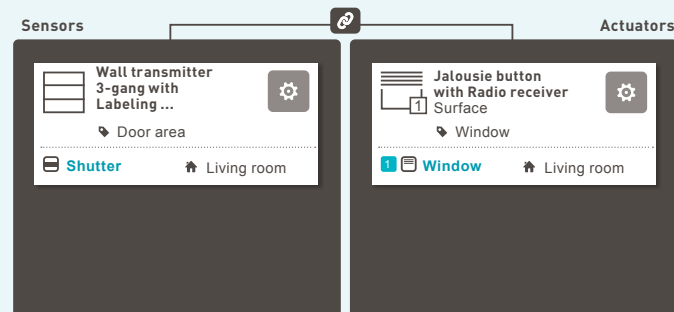 Sensors
Actuators
Wall transmitter
3-gang with
Labeling ...
Door area
Shutter
Living room
Jalousie button
with Radio receiver
1 Surface
Window
1 Window
Living room